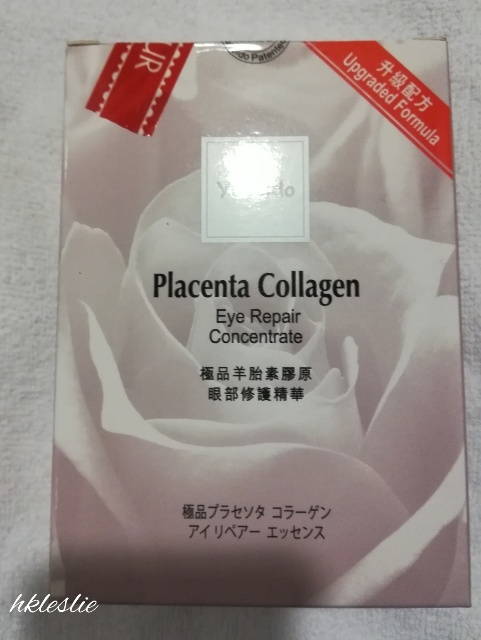 升級配方
Upgraded Formula
Placenta Collagen
Eye Repair
Concentrate
極品羊胎素膠原
眼部修護精華
極品プラセソタ コラーゲン
アイ リペアー エッセンス
hkleslie